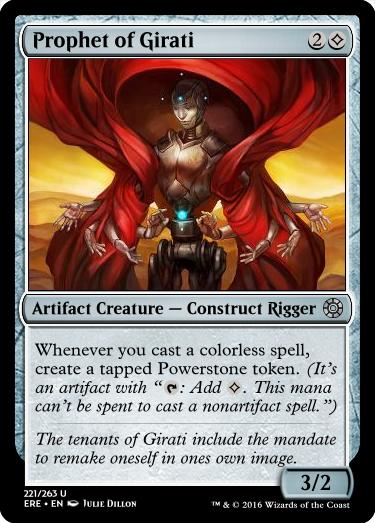 Prophet of Girati 2
Artifact Creature — Construct Rigger
Whenever you cast a colorless spell,
create a tapped Powerstone token. (It's
an artifact with “: Add . This mana
can't be spent to cast a nonartifact spell.”)
The tenants of Girati include the mandate
to remake oneself in ones own image.
3/2
221/263 U
ERE • EN Julie Dillon ™ & © 2016 Wizards of the Coast